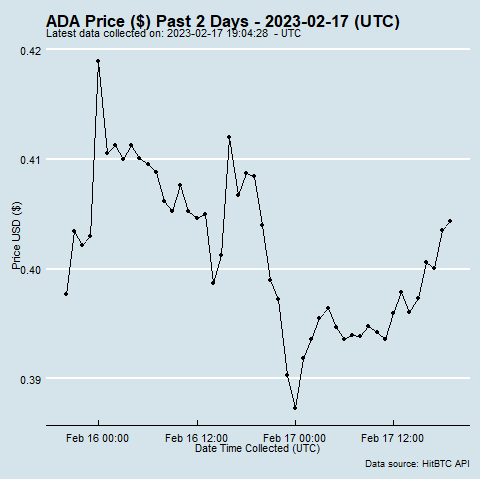 ADA Price ($) Past 2 Days - 2023-02-17 (UTC)
Latest data collected on: 2023-02-17 19:04:28 - UTC
0.42
0.41
0.40
0.39
Price USD ($)
Feb 16 00:00 Feb 16 12:00 Feb 17 00:00 Feb 17 12:00
Date Time Collected (UTC)
Data source: HitBTC API